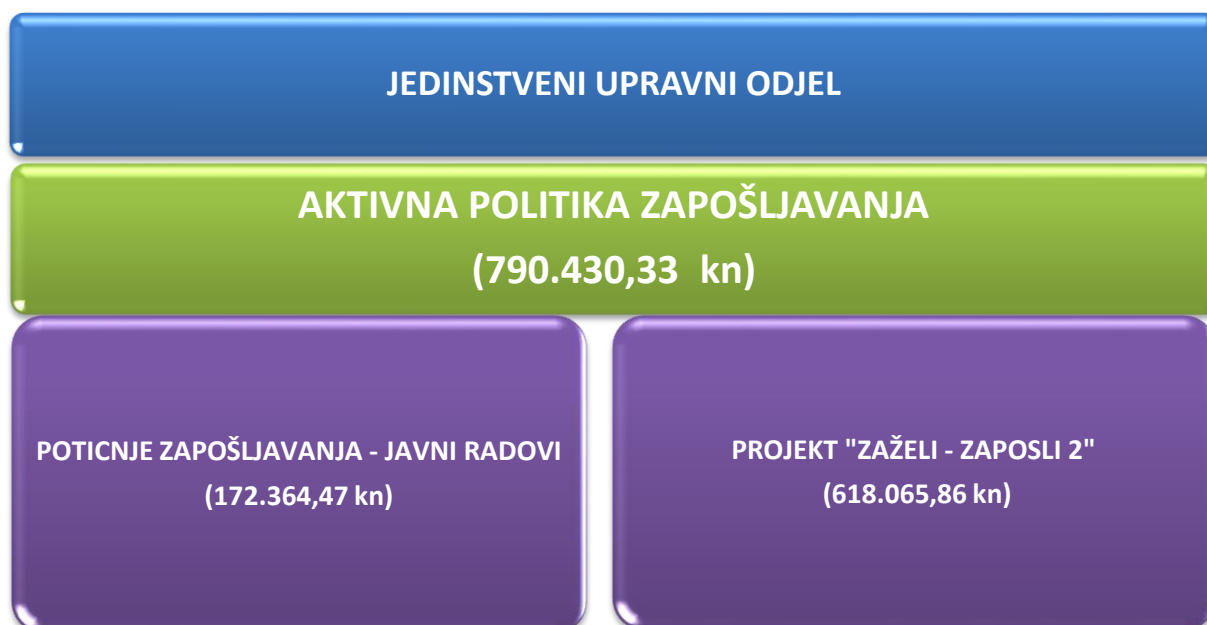 JEDINSTVENI UPRAVNI ODJEL
AKTIVNA POLITIKA ZAPOŠLJAVANJA
(790.430,33 kn)
POTICNJE ZAPOŠLJAVANJA - JAVNI RADOVI
(172.364,47 kn)
PROJEKT "ZAŽELI - ZAPOSLI 2"
(618.065,86 kn)